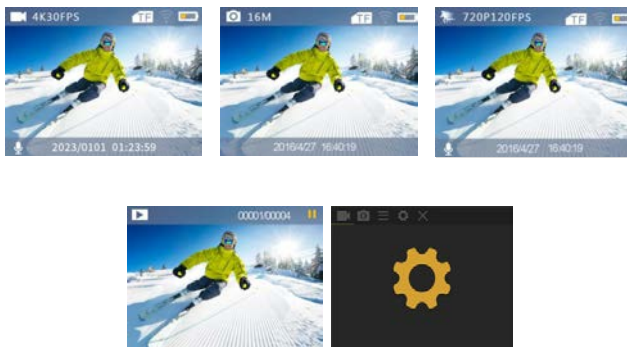 4K30FPS TF
2023/0101 01:23:59
16M TF
2016/4/27 16:40:19
720P120FPS TF
2016/4/27 16:40:19
00001/00004